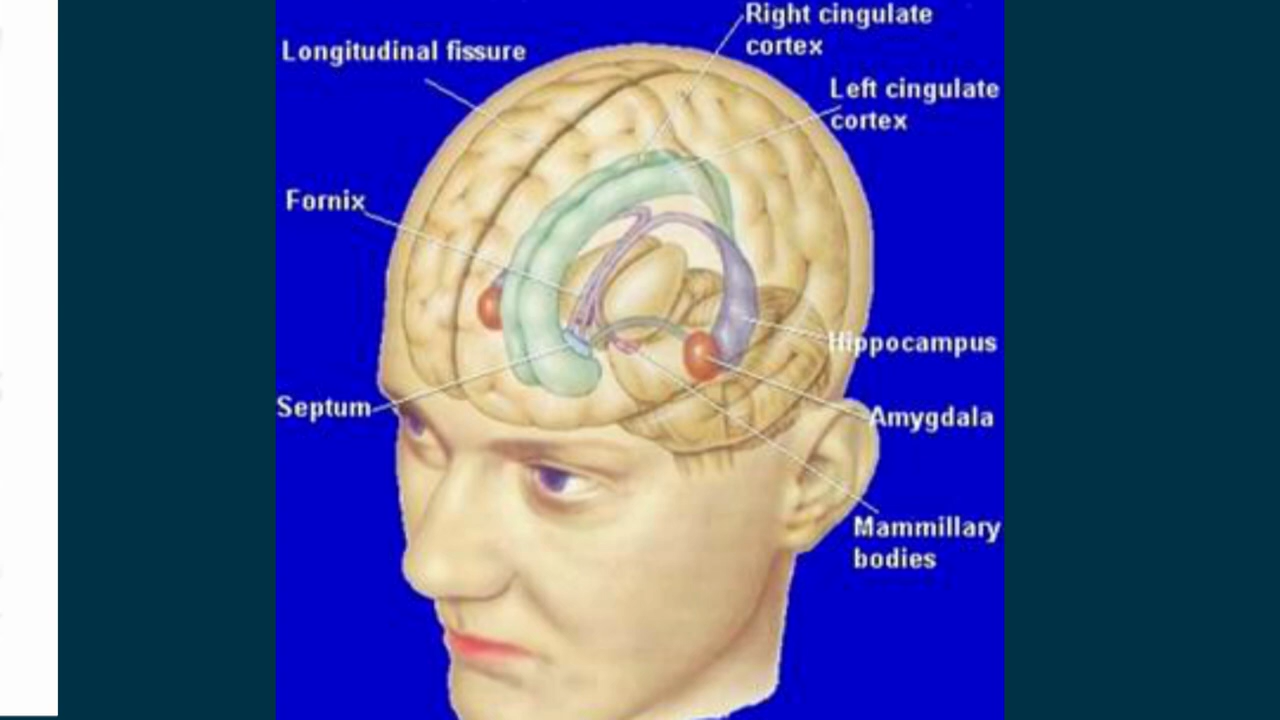 Right cingulate
cortex
Longitudinal fissure
Left cingulate
cortex
Fornix
Hippocampus
Septum
Amygdala
Mammillary
bodies